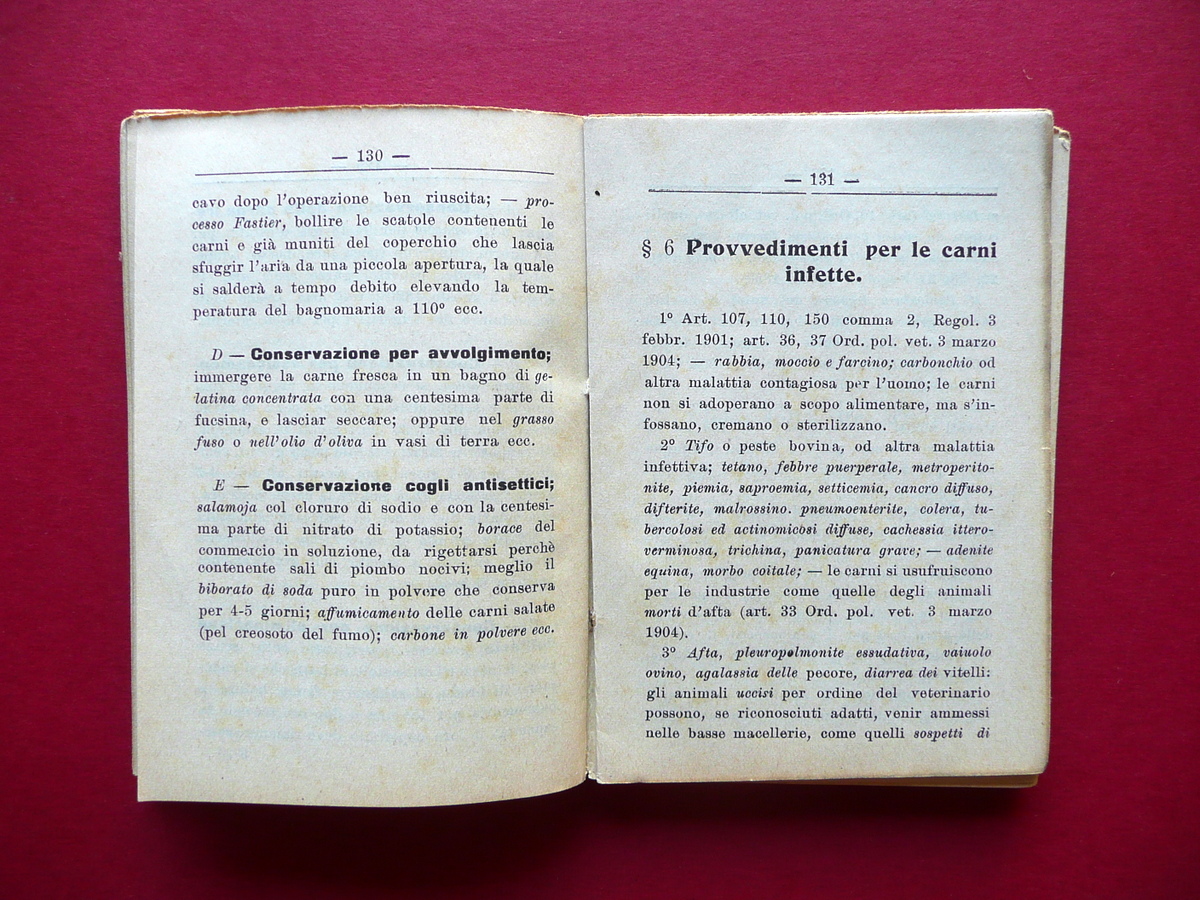 — 130 —
cavo dopo l'operazione ben riuscita; — pro-
cesso Fastier, bollire le scatole contenenti le
carni e già muniti del coperchio che lascia
sfuggir l'aria da una piccola apertura, la quale
si salderà a tempo debito elevando la tem-
peratura del bagnomaria a 110° ecc.
D — Conservazione per avvolgimento;
immergere la carne fresca in un bagno di ge-
latina concentrata con una centesima parte di
fucsina, e lasciar seccare; oppure nel grasso
fuso o nell'olio d'oliva in vasi di terra ecc.
E — Conservazione cogli antisettici;
salamoja col cloruro di sodio e con la centesi-
ma parte di nitrato di potassio; borace del
commercio in soluzione, da rigettarsi perchè
contenente sali di piombo nocivi; meglio il
biborato di soda puro in polvere che conserva
per 4-5 giorni; affumicamento delle carni salate
(pel creosoto del fumo); carbone in polvere ecc.
— 131 —
§ 6 Provvedimenti per le carni
infette.
1° Art. 107, 110, 150 comma 2, Regol. 3
febbr. 1901; art. 36, 37 Ord. pol. vet. 3 marzo
1904; — rabbia, moccio e farcino; carbonchio od
altra malattia contagiosa per l'uomo; le carni
non si adoperano a scopo alimentare, ma s'in-
fossano, cremano o sterilizzano.
2° Tifo o peste bovina, od altra malattia
infettiva; tetano, febbre puerperale, metroperito-
nite, piemia, saproemia, setticemia, cancro diffuso,
difterite, malrossino. pneumoenterite, colera, tu-
bercolosi ed actinomicosi diffuse, cachessia ittero-
verminosa, trichina, panicatura grave; — adenite
equina, morbo coitale; — le carni si usufruiscono
per le industrie come quelle degli animali
morti d'afta (art. 33 Ord. pol. vet. 3 marzo
1904).
3° Afta, pleuropolmonite essudativa, vaiuolo
ovino, agalassia delle pecore, diarrea dei vitelli:
gli animali uccisi per ordine del veterinario
possono, se riconosciuti adatti, venir ammessi
nelle basse macellerie, come quelli sospetti di